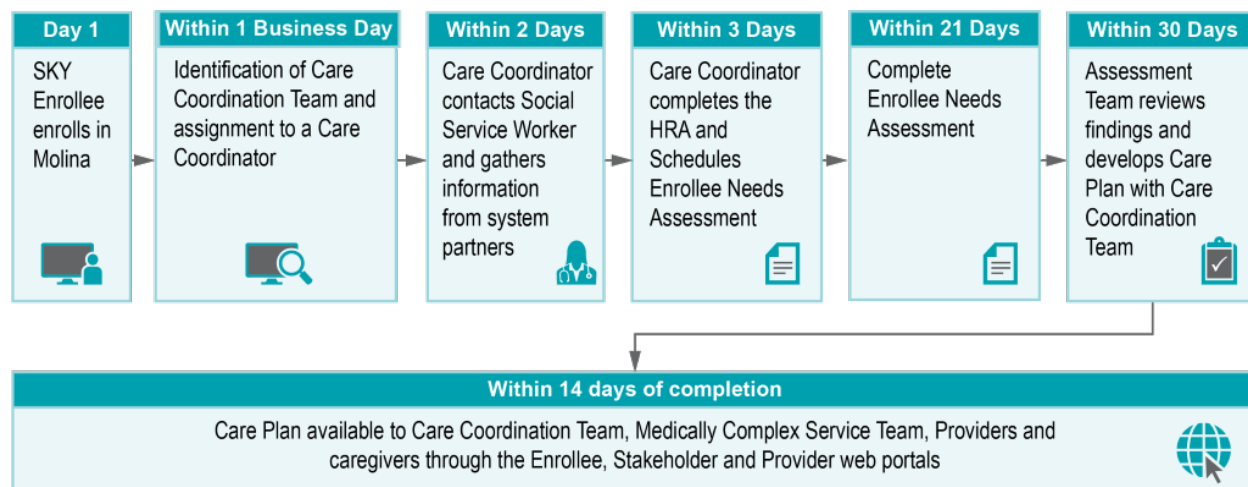 Day 1
SKY
Enrollee
enrolls in
Molina
Within 1 Business Day
Identification of Care
Coordination Team and
assignment to a Care
Coordinator
Within 2 Days
Care Coordinator
contacts Social
Service Worker
and gathers
information
from system
partners
Within 3 Days
Care Coordinator
completes the
HRA and
Schedules
Enrollee Needs
Assessment
Within 21 Days
Complete
Enrollee Needs
Assessment
Within 30 Days
Assessment
Team reviews
findings and
develops Care
Plan with Care
Coordination
Team
Within 14 days of completion
Care Plan available to Care Coordination Team, Medically Complex Service Team, Providers and
caregivers through the Enrollee, Stakeholder and Provider web portals